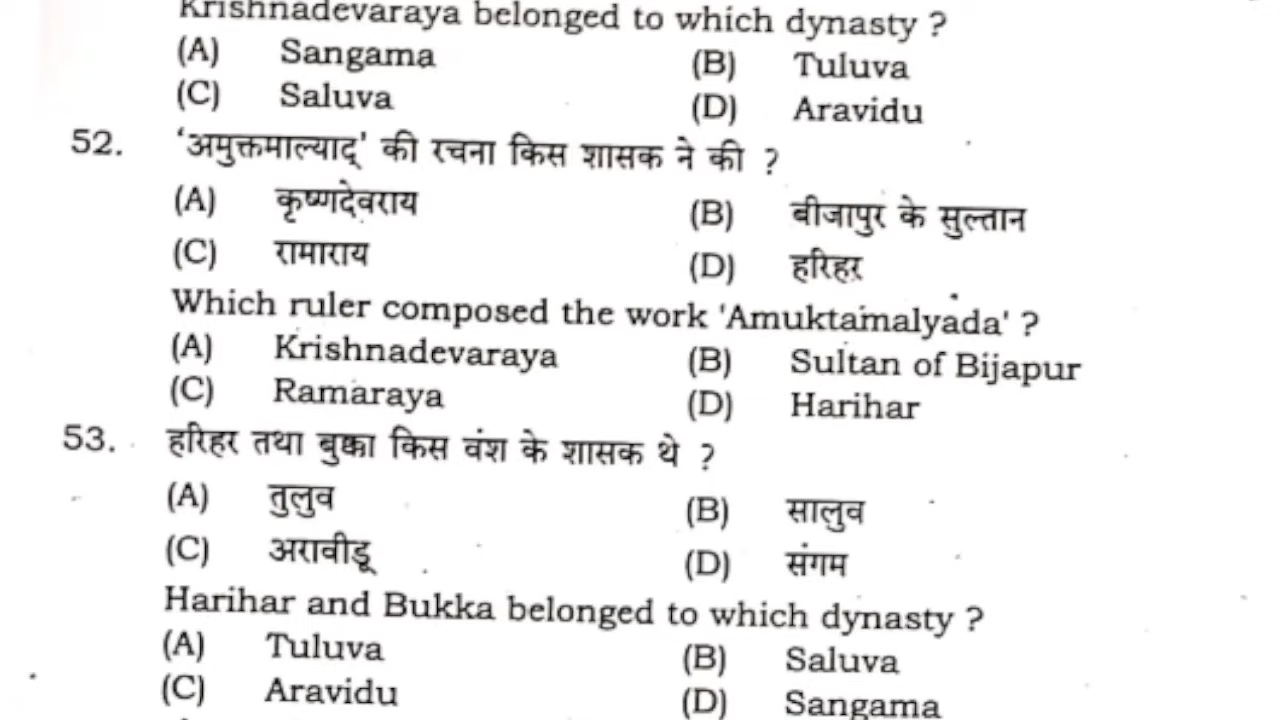 Krishnadevaraya belonged to which dynasty ?
(A) Sangama (B) Tuluva
(C) Saluva (D) Aravidu
52. 'अमुक्तमाल्याद्' की रचना किस शासक ने की ?
(A) कृष्णदेवराय (B) बीजापुर के सुल्तान
(C) रामाराय (D) हरिहर
Which ruler composed the work 'Amuktamalyada' ?
(A) Krishnadevaraya (B) Sultan of Bijapur
(C) Ramaraya (D) Harihar
53. हरिहर तथा बुक्का किस वंश के शासक थे ?
(A) तुलुव (B) सालुव
(C) अरावीडू (D) संगम
Harihar and Bukka belonged to which dynasty ?
(A) Tuluva (B) Saluva
(C) Aravidu (D) Sangama